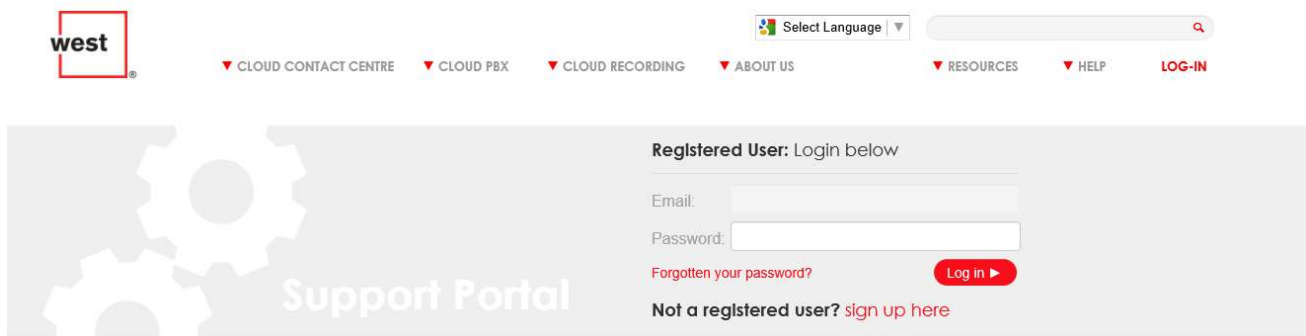 west
®
Select Language ▼
▼ CLOUD CONTACT CENTRE ▼ CLOUD PBX ▼ CLOUD RECORDING ▼ ABOUT US ▼ RESOURCES ▼ HELP LOG-IN
Registered User: Login below
Email:
Password:
Forgotten your password? Log in ►
Support Portal
Not a registered user? sign up here